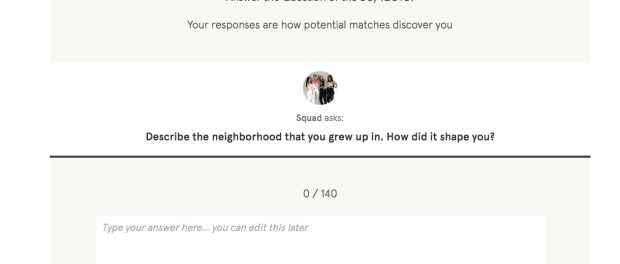 Your responses are how potential matches discover you
Squad asks:
Describe the neighborhood that you grew up in. How did it shape you?
0 / 140
Type your answer here... you can edit this later